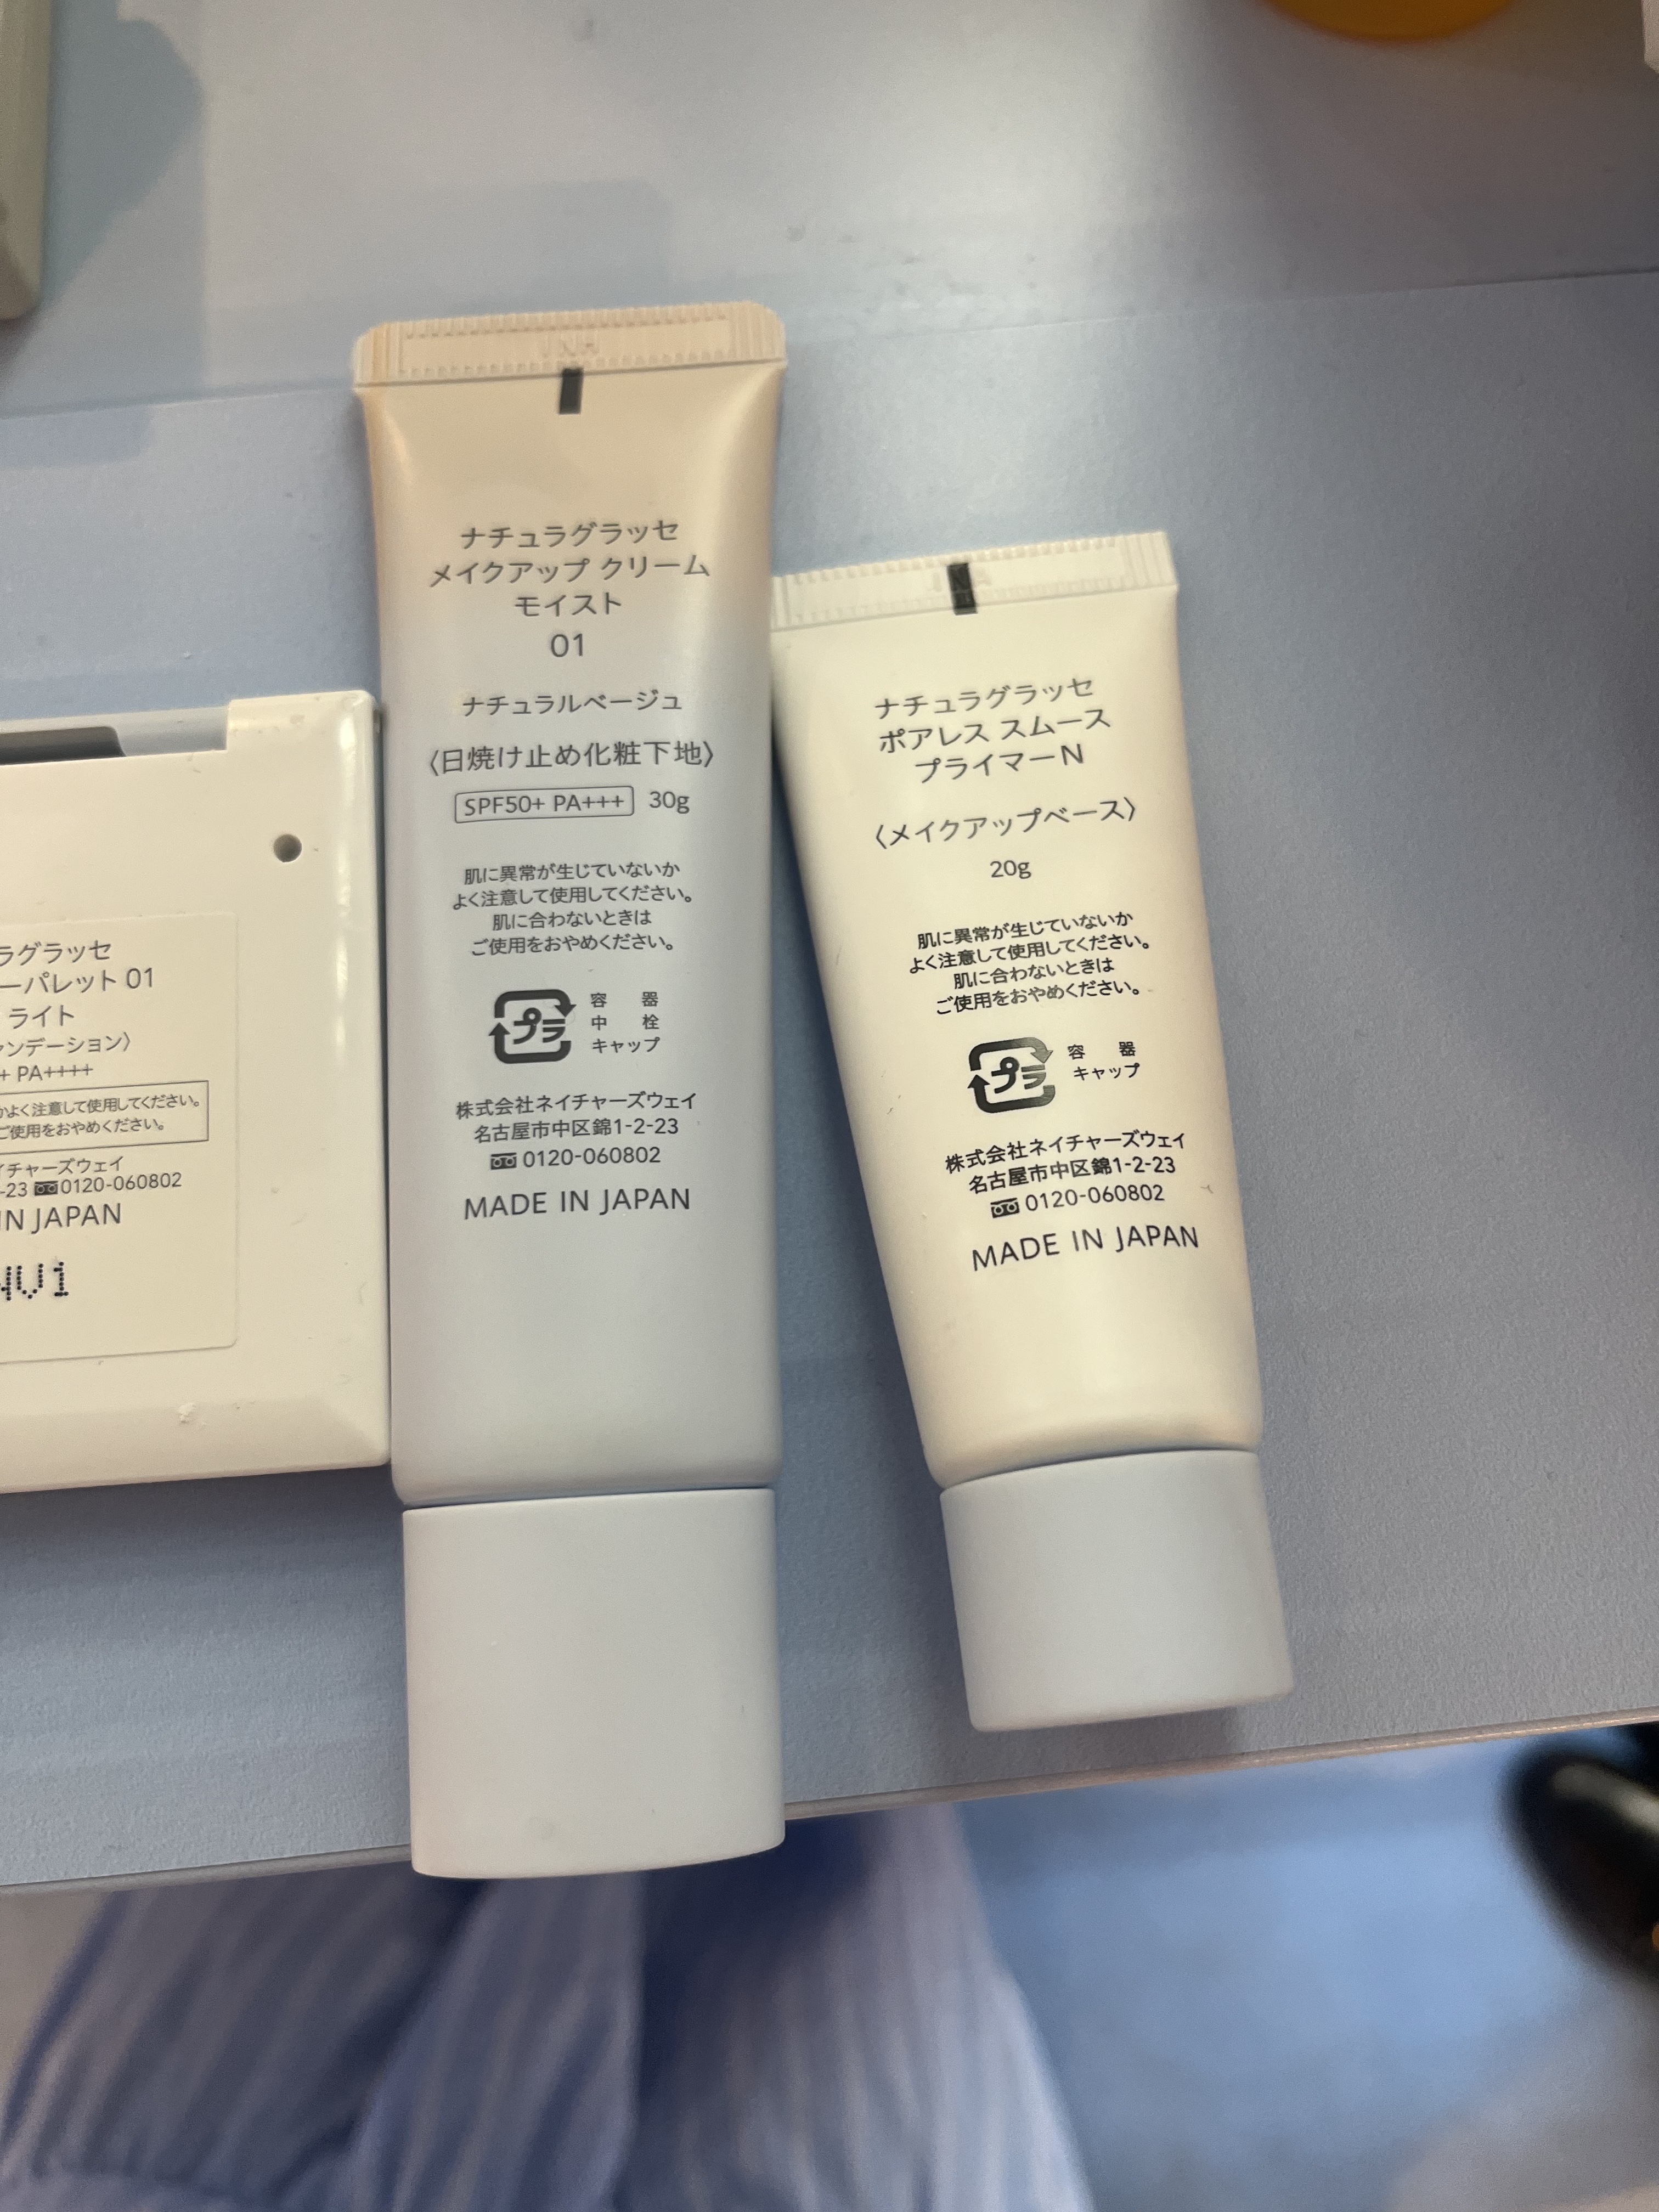 ラグラッセ
ーパレット 01
ライト
ンデーション〉
+ PA++++
かよく注意して使用してください。
ご使用をおやめください。
イチャーズウェイ
-23 0120-060802
IN JAPAN
V1
ナチュラグラッセ
メイクアップ クリーム
モイスト
01
ナチュラルベージュ
〈日焼け止め化粧下地〉
SPF50+ PA+++ 30g
肌に異常が生じていないか
よく注意して使用してください。
肌に合わないときは
ご使用をおやめください。
プラ
容器
中栓
キャップ
株式会社ネイチャーズウェイ
名古屋市中区錦1-2-23
0120-060802
MADE IN JAPAN
ナチュラグラッセ
ポアレス スムース
プライマーN
〈メイクアップベース〉
20g
肌に異常が生じていないか
よく注意して使用してください。
肌に合わないときは
ご使用をおやめください。
プラ
容器
キャップ
株式会社ネイチャーズウェイ
名古屋市中区錦1-2-23
0120-060802
MADE IN JAPAN